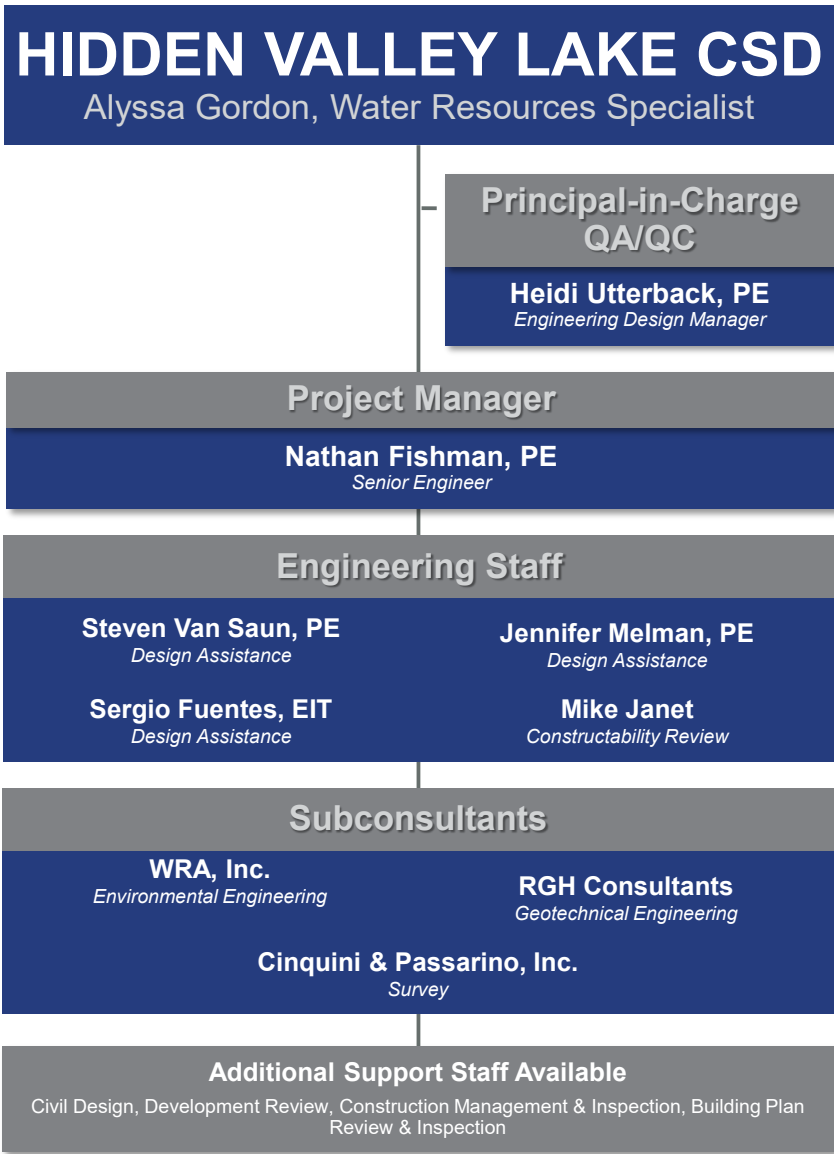 HIDDEN VALLEY LAKE CSD
Alyssa Gordon, Water Resources Specialist
Principal-in-Charge
QA/QC
Heidi Utterback, PE
Engineering Design Manager
Project Manager
Nathan Fishman, PE
Senior Engineer
Engineering Staff
Steven Van Saun, PE
Design Assistance
Jennifer Melman, PE
Design Assistance
Sergio Fuentes, EIT
Design Assistance
Mike Janet
Constructability Review
Subconsultants
WRA, Inc.
Environmental Engineering
RGH Consultants
Geotechnical Engineering
Cinquini & Passarino, Inc.
Survey
Additional Support Staff Available
Civil Design, Development Review, Construction Management & Inspection, Building Plan
Review & Inspection